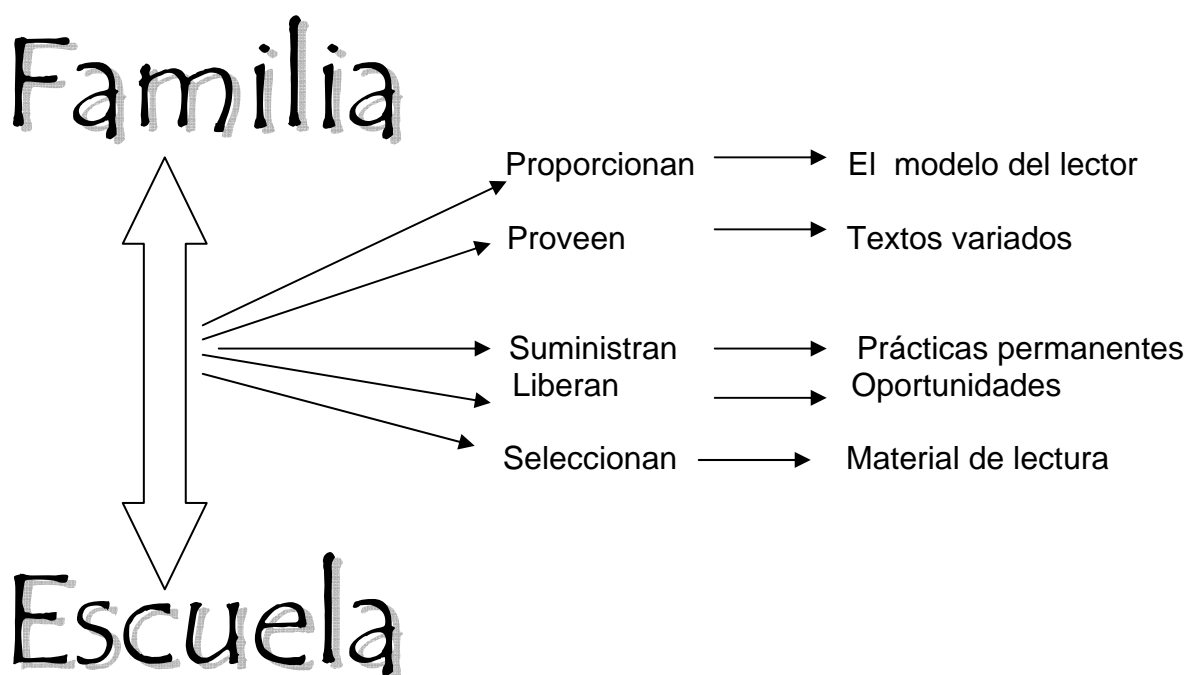 Familia
Proporcionan El modelo del lector
Proveen Textos variados
Suministran Prácticas permanentes
Liberan Oportunidades
Seleccionan Material de lectura
Escuela